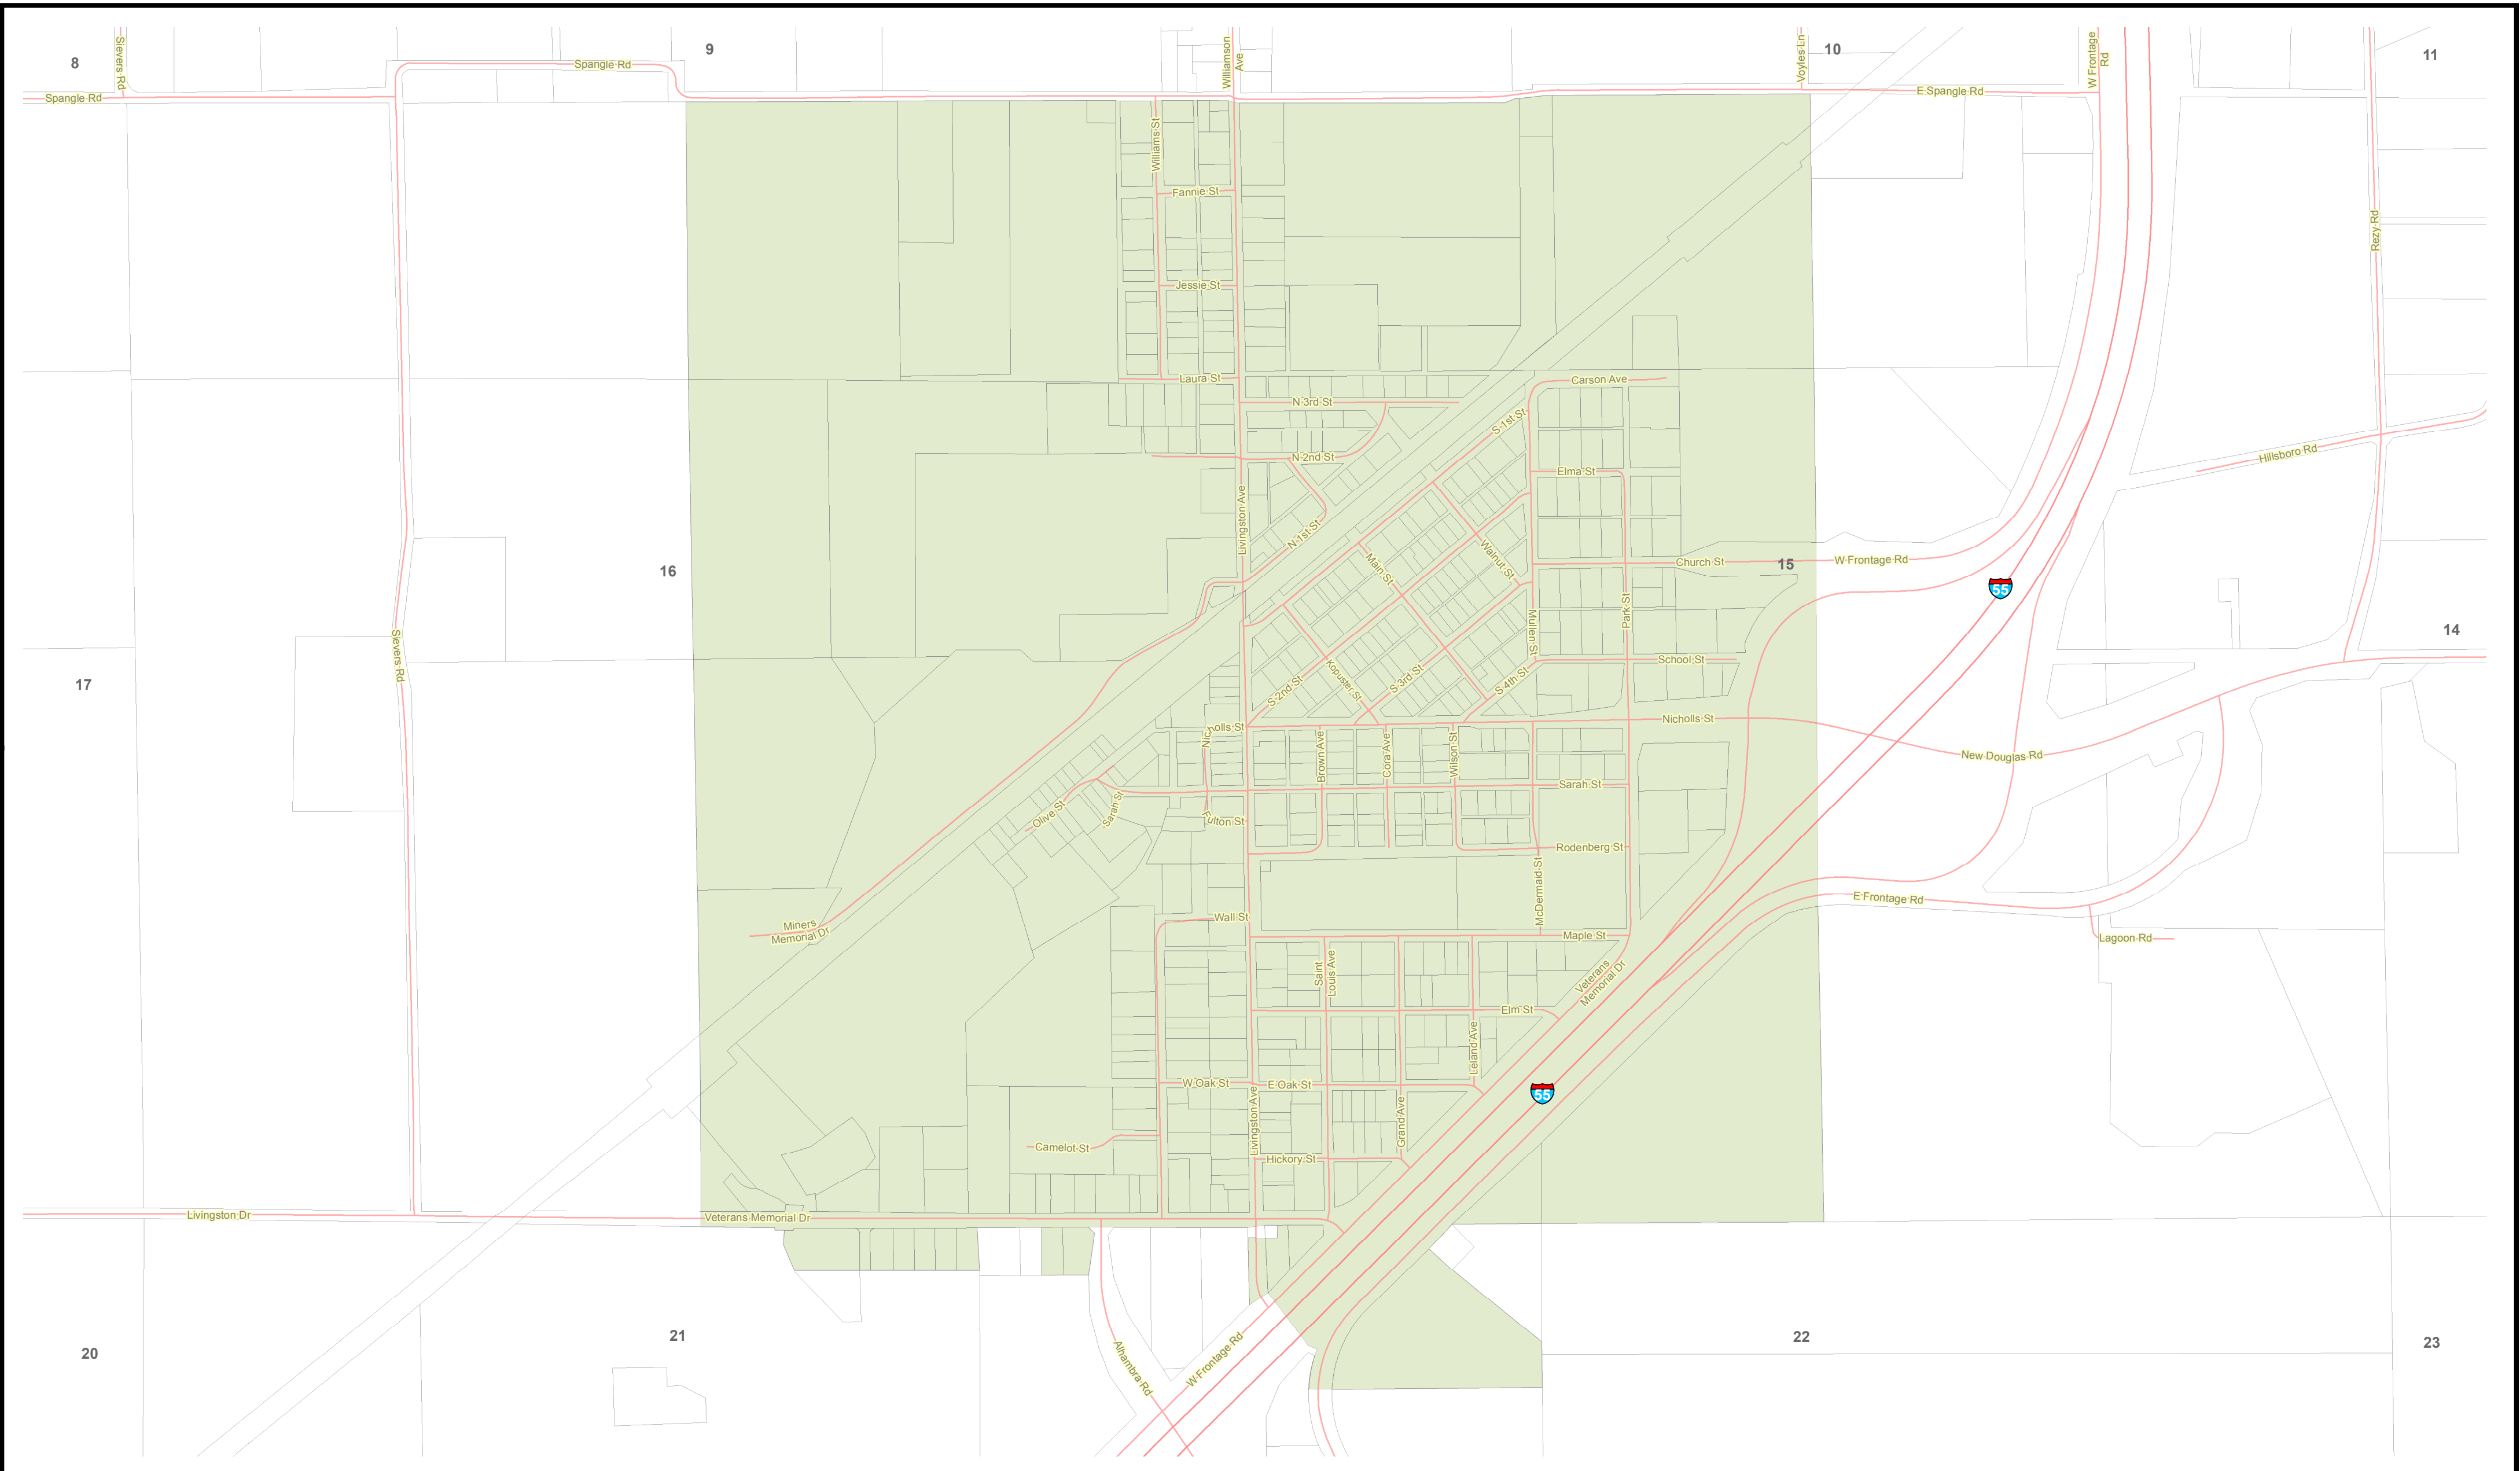 8
Sievers Rd
9
Williamson
Ave
Voyles Ln
10
W Frontage
Rd
11
Spangle Rd
Spangle Rd
E Spangle Rd
Williams St
Fannie St
Rezy Rd
Jessie St
Laura St
Carson Ave
N 3rd St
S 1st St
N 2nd St
Hillsboro Rd
Elma St
Livingston Ave
N 1st St
Walnut St
Main St
Church St
15
W Frontage Rd
16
55
Park St
Mullen St
Sievers Rd
14
School St
17
Kopuster St
S 3rd St
S 4th St
S 2nd St
Nicholls St
Nicholls St
New Douglas Rd
Brown Ave
Cora Ave
Wilson St
Sarah St
Olive St
Sarah St
Fulton St
Rodenberg St
McDermaid St
E Frontage Rd
Wall St
Miners
Memorial Dr
Maple St
Lagoon Rd
Saint
Louis Ave
Veterans
Memorial Dr
Elm St
Leland Ave
W Oak St
E Oak St
55
Livingston Ave
Grand Ave
Camelot St
Hickory St
Livingston Dr
Veterans Memorial Dr
21
22
20
23
Alhambra Rd
W Frontage Rd